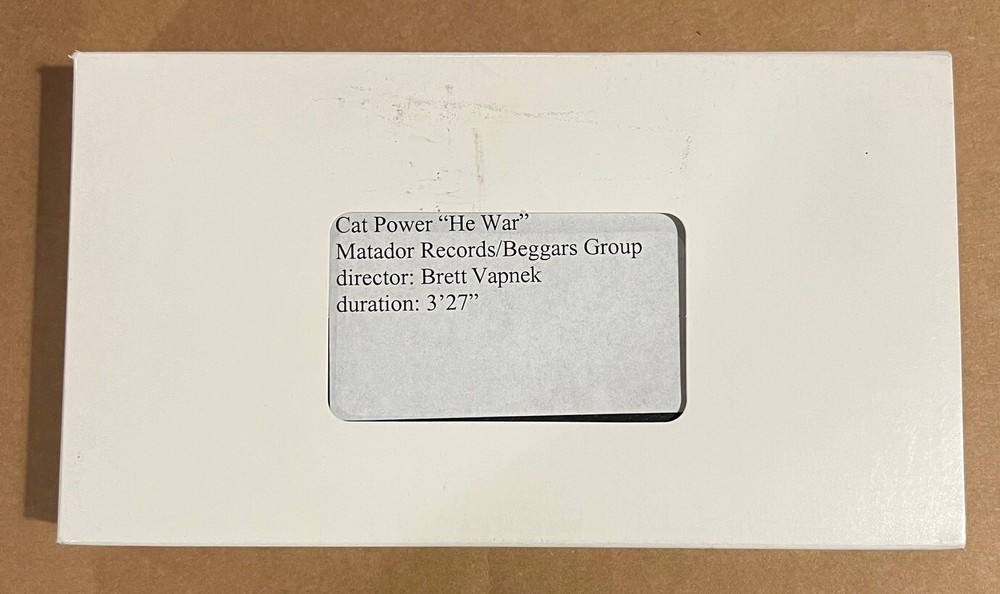 Cat Power “He War”
Matador Records/Beggars Group
director: Brett Vapnek
duration: 3’27”